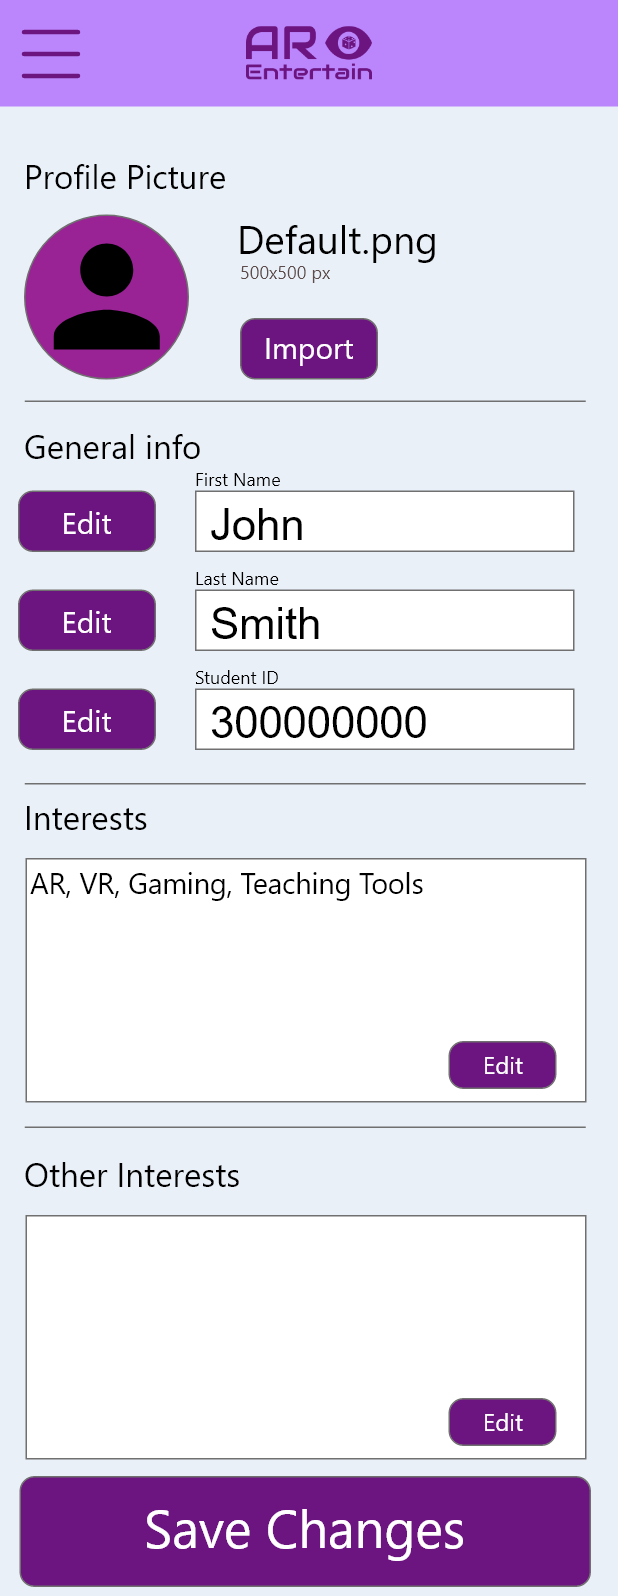 AR
Entertain
Profile Picture
Default.png
500x500 px
Import
General info
First Name
Edit
John
Last Name
Edit
Smith
Student ID
Edit
300000000
Interests
AR, VR, Gaming, Teaching Tools
Edit
Other Interests
Edit
Save Changes